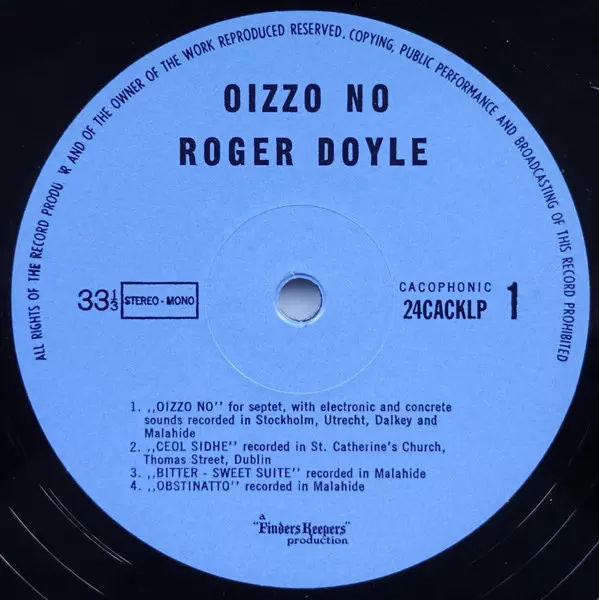 ALL RIGHTS OF THE RECORD PRODU R AND OF THE OWNER OF THE WORK REPRODUCED RESERVED. COPYING, PUBLIC PERFORMANCE AND BROADCASTING OF THIS RECORD PROHIBITED
OIZZO NO
ROGER DOYLE
33⅓ STEREO - MONO
CACOPHONIC
24CACKLP 1
1. ,,OIZZO NO'' for septet, with electronic and concrete
sounds recorded in Stockholm, Utrecht, Dalkey and
Malahide
2. ,,CEOL SIDHE'' recorded in St. Catherine's Church,
Thomas Street, Dublin
3. ,,BITTER - SWEET SUITE'' recorded in Malahide
4. ,,OBSTINATTO'' recorded in Malahide
a
"Finders Keepers"
production